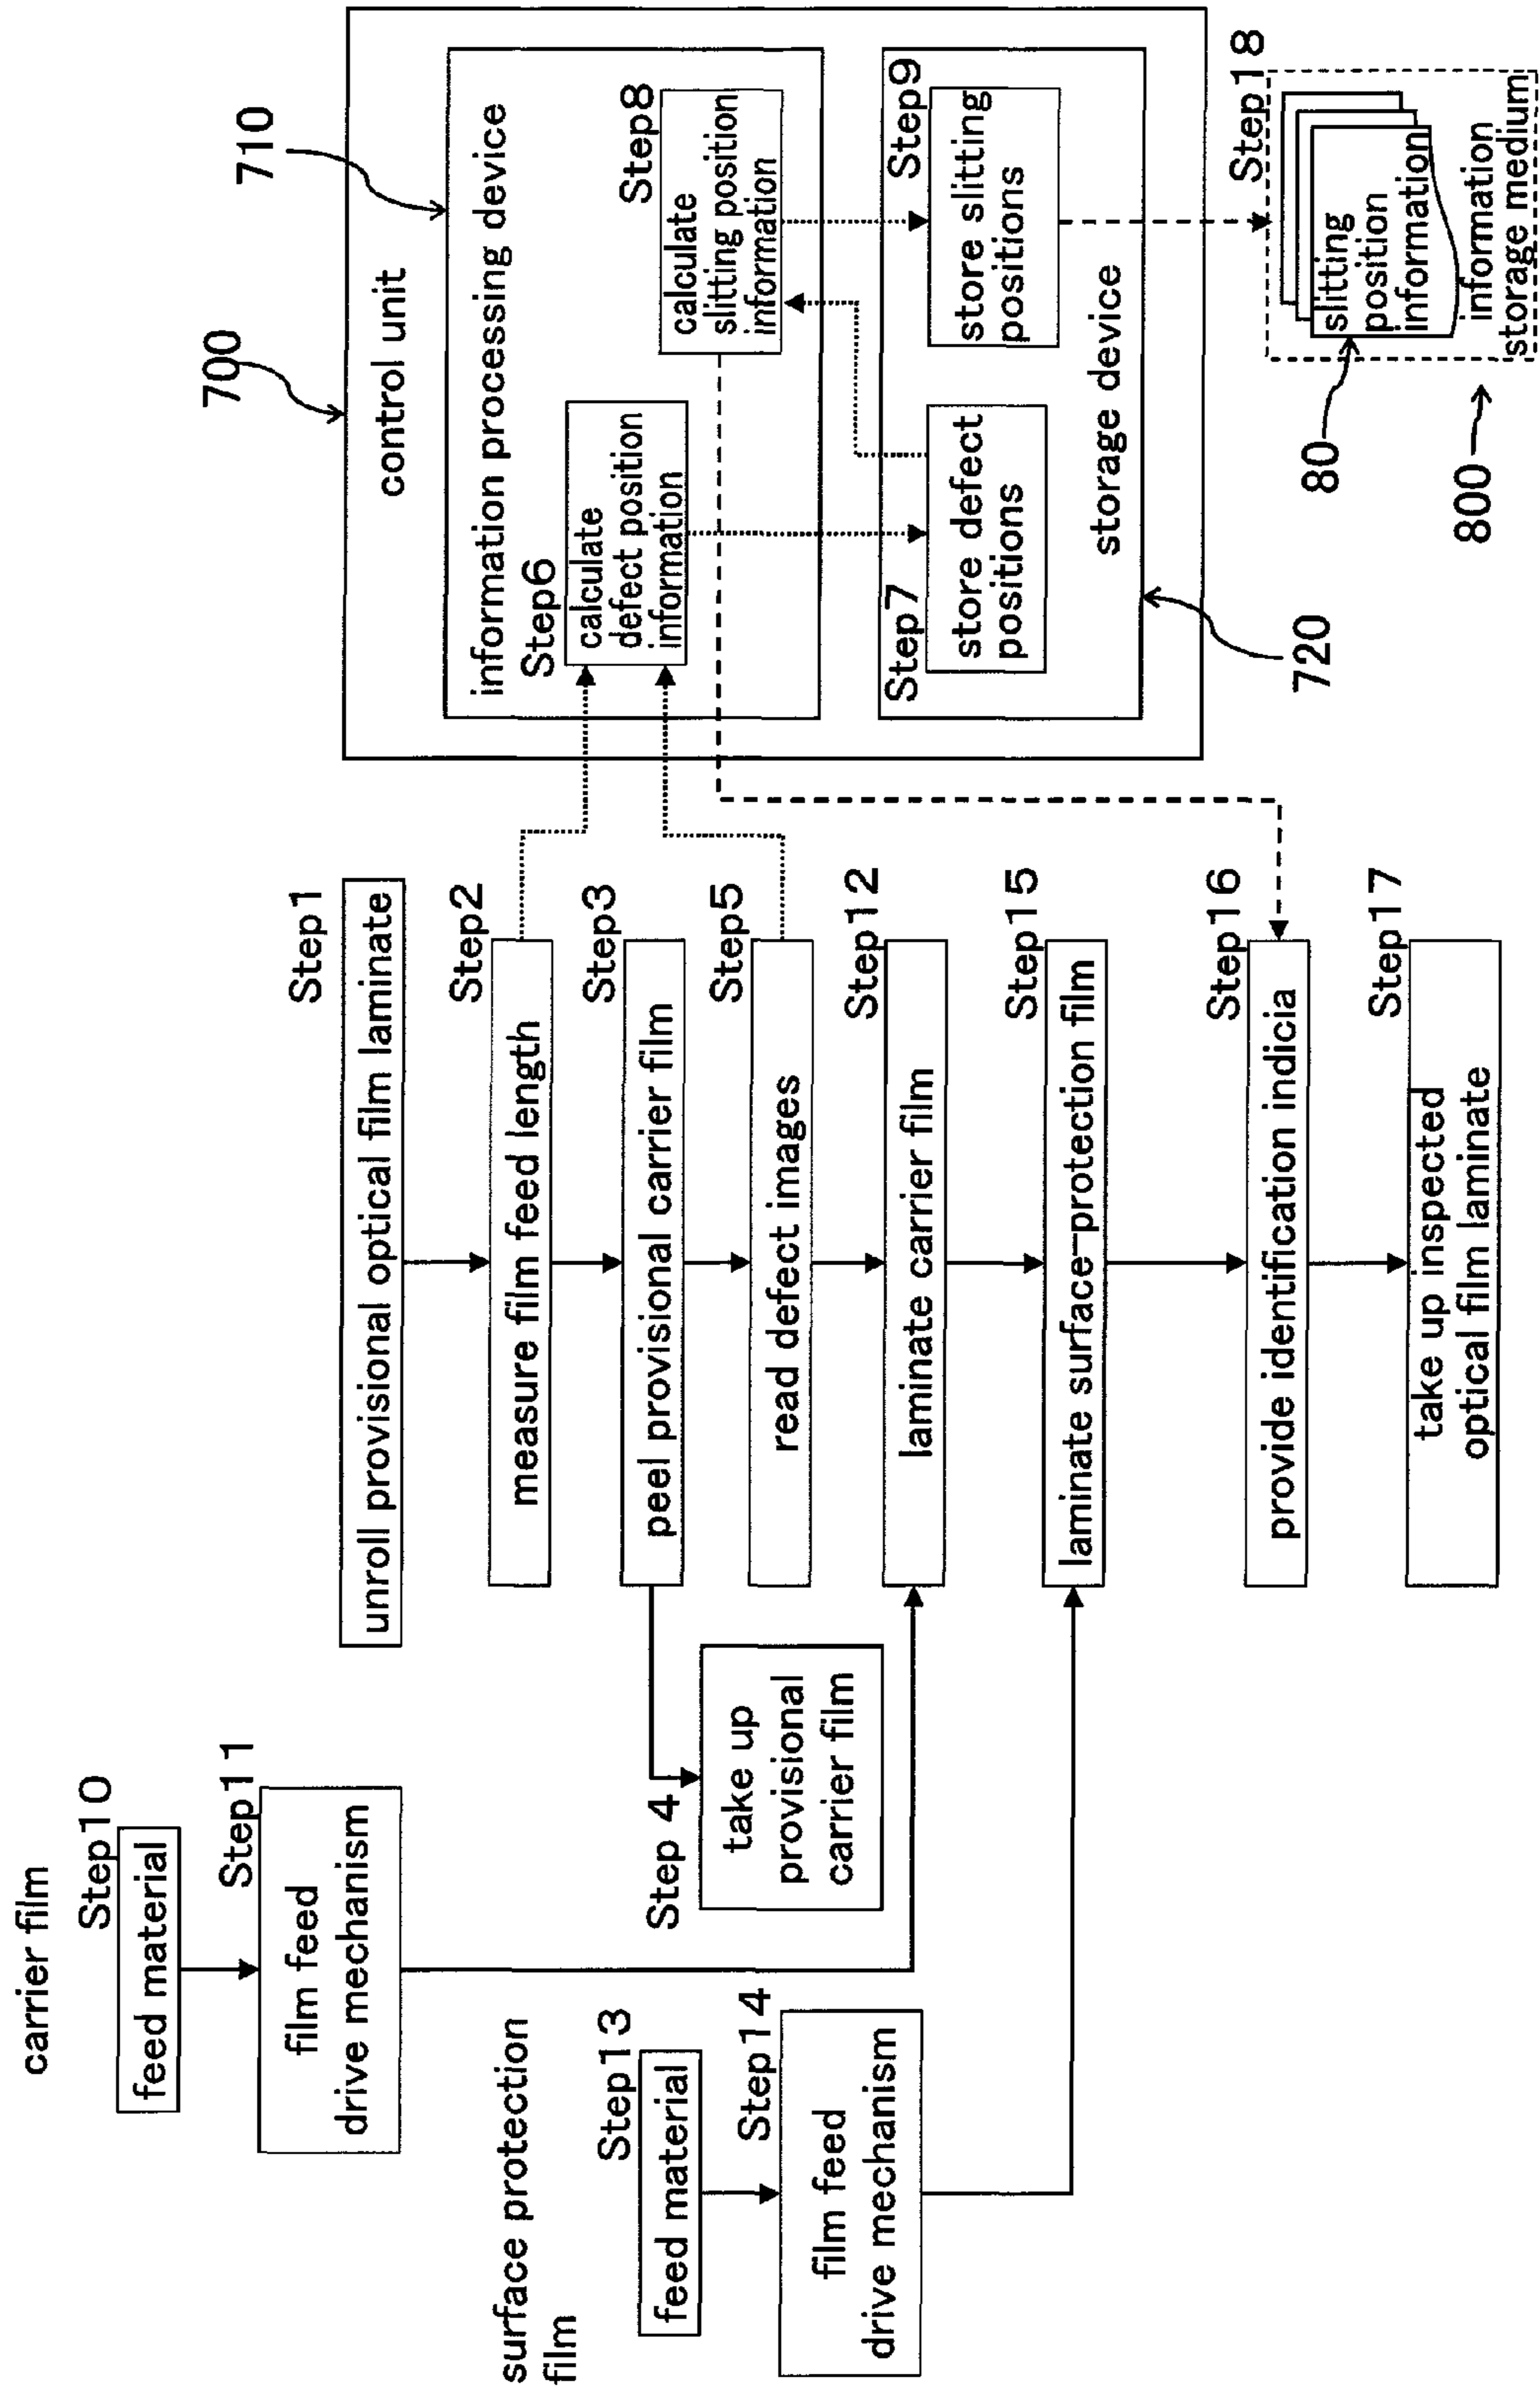 carrier film
Step10
feed material
Step11
film feed
drive mechanism
surface protection
film
Step13
feed material
Step14
film feed
drive mechanism
Step1
unroll provisional optical film laminate
Step2
measure film feed length
Step3
peel provisional carrier film
Step 4
take up
provisional
carrier film
Step5
read defect images
Step12
laminate carrier film
Step15
laminate surface-protection film
Step16
provide identification indicia
Step17
take up inspected
optical film laminate
700
control unit
710
information processing device
Step6
calculate
defect position
information
Step8
calculate
slitting position
information
Step7
store defect
positions
Step9
store slitting
positions
storage device
720
Step18
slitting
position
information
information
storage medium
80
800